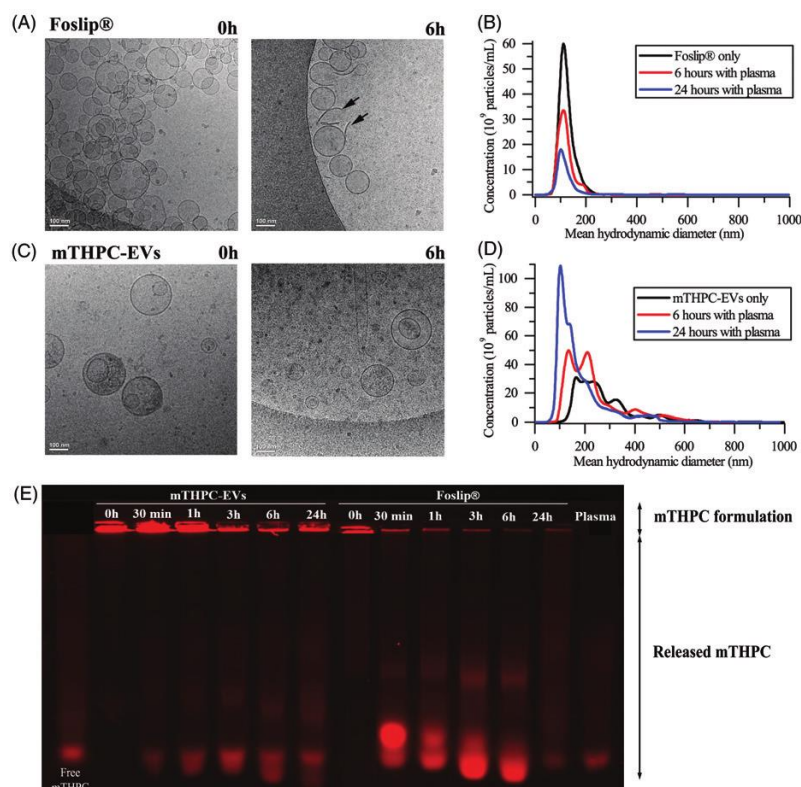 (A)
Foslip®
0h
6h
100 nm
(B)
60
50
40
30
20
10
0
Concentration (10⁹ particles/mL)
Foslip® only
6 hours with plasma
24 hours with plasma
0 200 400 600 800 1000
Mean hydrodynamic diameter (nm)
(C)
mTHPC-EVs
0h
6h
100 nm
(D)
100
80
60
40
20
0
Concentration (10⁹ particles/mL)
mTHPC-EVs only
6 hours with plasma
24 hours with plasma
0 200 400 600 800 1000
Mean hydrodynamic diameter (nm)
(E)
mTHPC-EVs
Foslip®
0h 30 min 1h 3h 6h 24h 0h 30 min 1h 3h 6h 24h Plasma
mTHPC formulation
Released mTHPC
Free
mTHPC